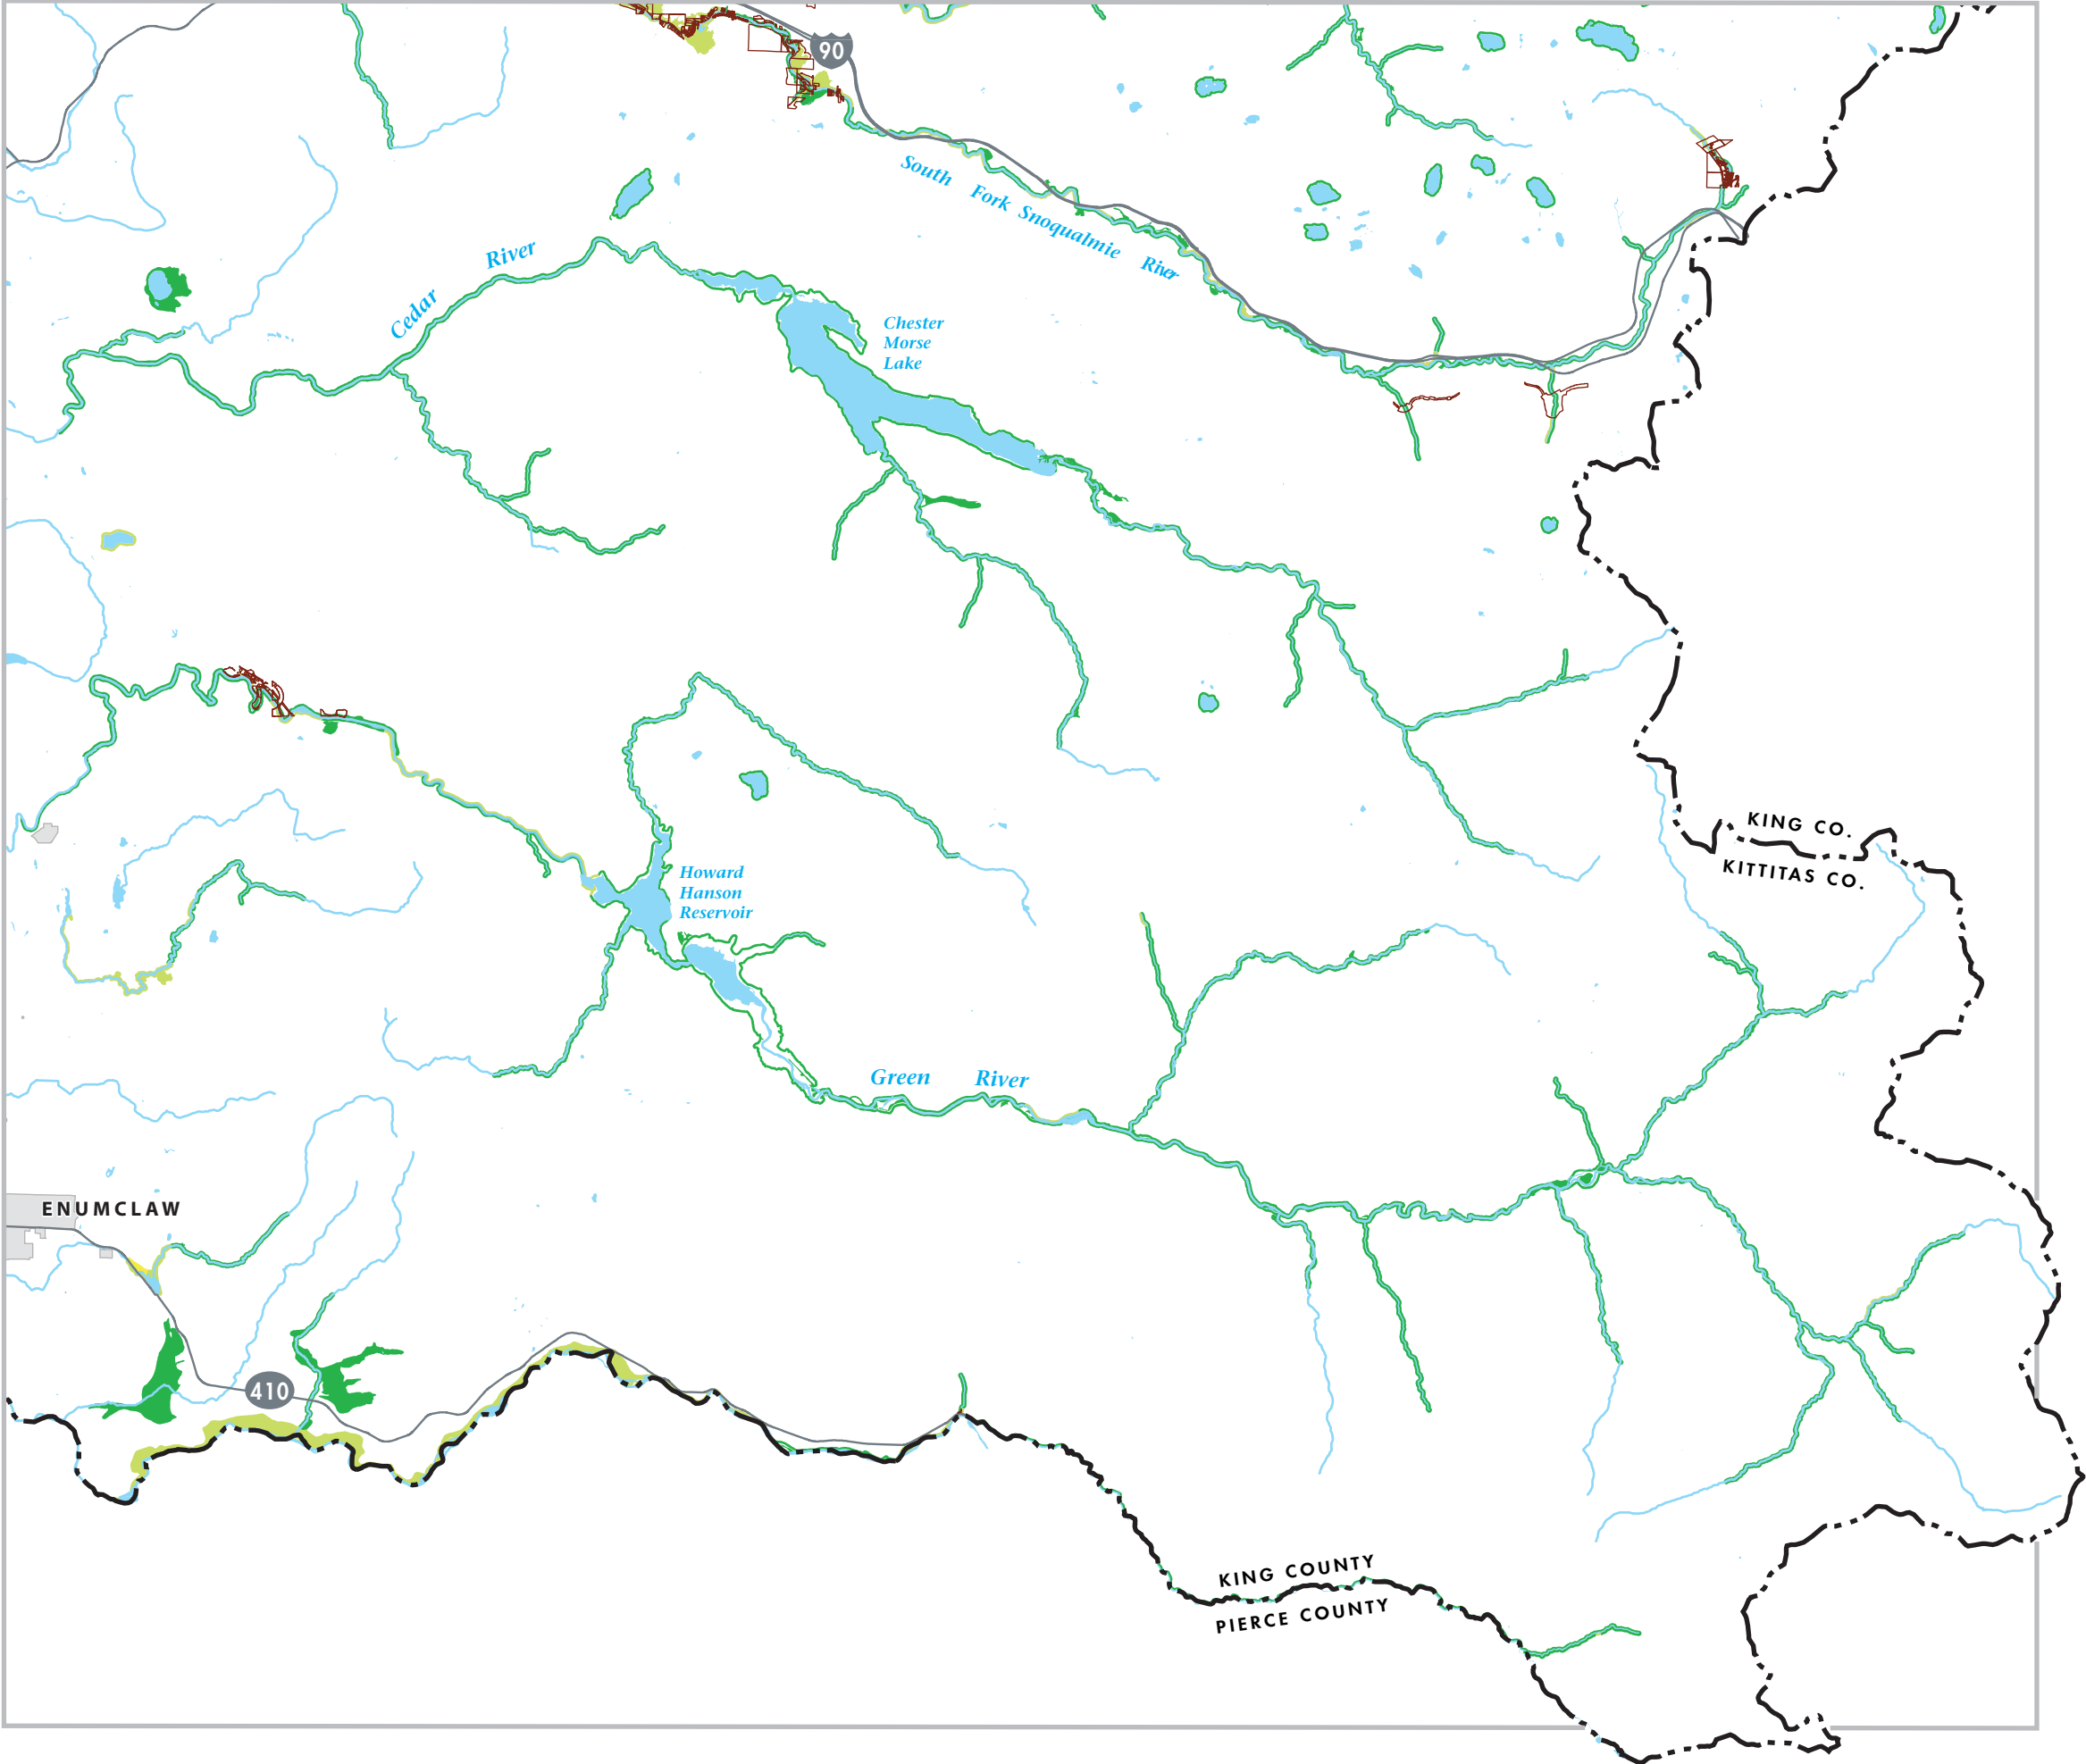 90
South Fork Snoqualmie River
Cedar River
Chester
Morse
Lake
KING CO.
KITTITAS CO.
Howard
Hanson
Reservoir
Green River
ENUMCLAW
410
KING COUNTY
PIERCE COUNTY